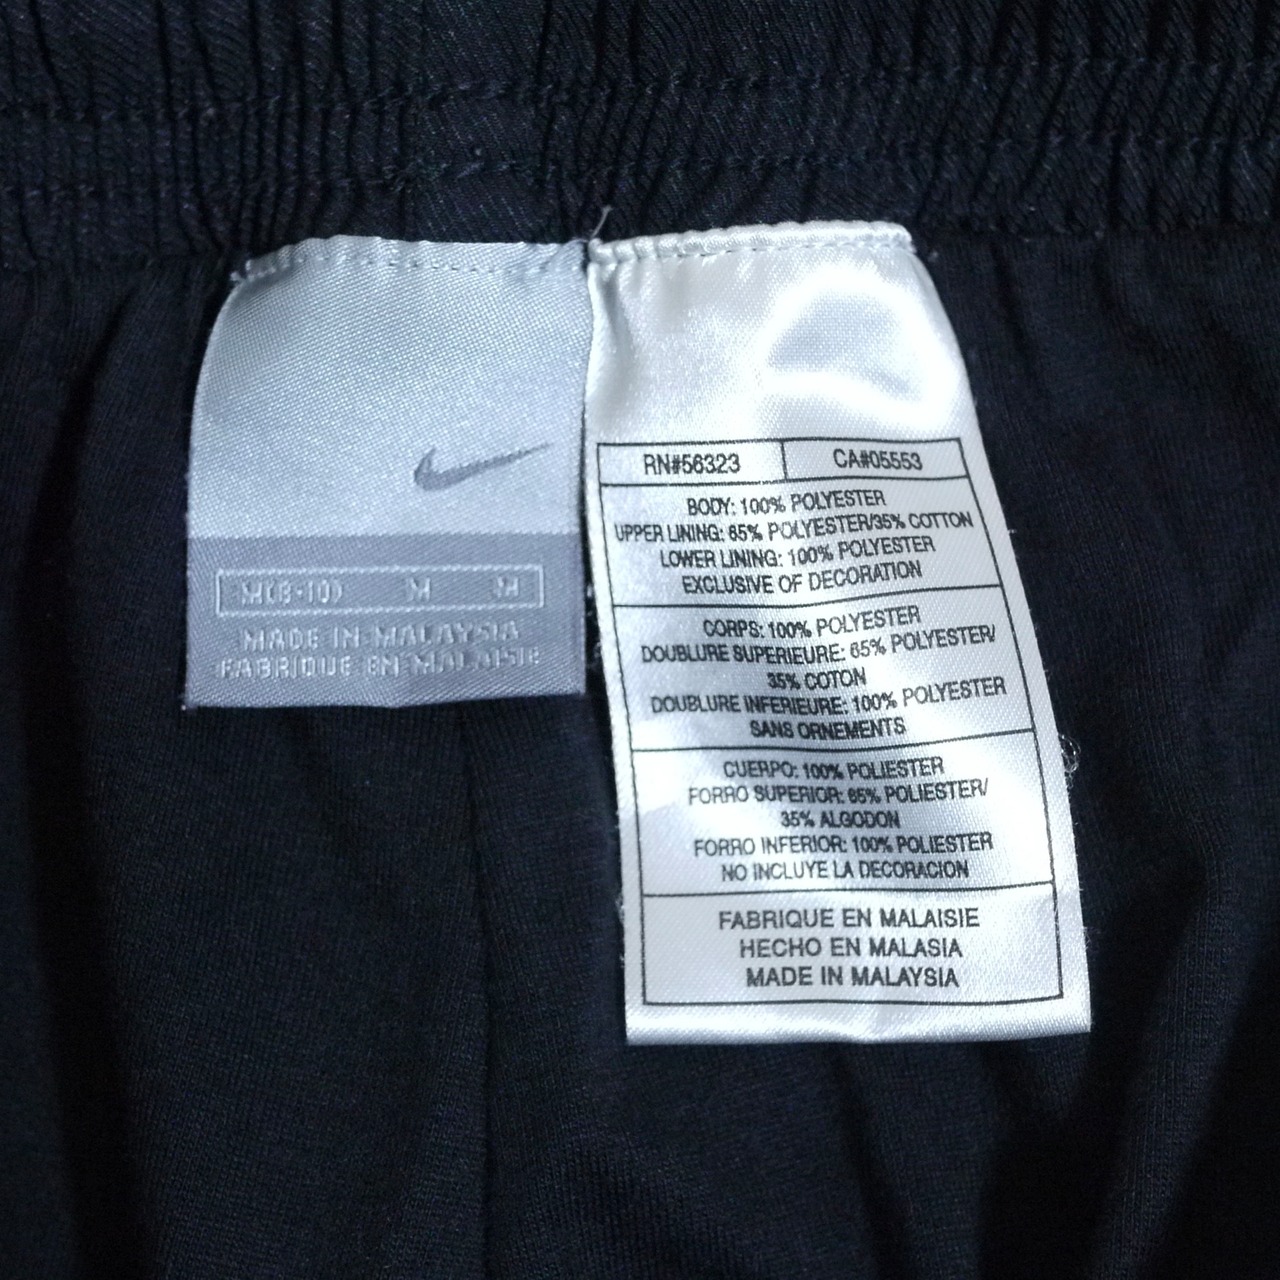 M(8-10) M M
MADE IN MALAYSIA
FABRIQUE EN MALAISIE
RN#56323 CA#05553
BODY: 100% POLYESTER
UPPER LINING: 65% POLYESTER/35% COTTON
LOWER LINING: 100% POLYESTER
EXCLUSIVE OF DECORATION
CORPS: 100% POLYESTER
DOUBLURE SUPERIEURE: 65% POLYESTER/
35% COTON
DOUBLURE INFERIEURE: 100% POLYESTER
SANS ORNEMENTS
CUERPO: 100% POLIESTER
FORRO SUPERIOR: 65% POLIESTER/
35% ALGODON
FORRO INFERIOR: 100% POLIESTER
NO INCLUYE LA DECORACION
FABRIQUE EN MALAISIE
HECHO EN MALASIA
MADE IN MALAYSIA